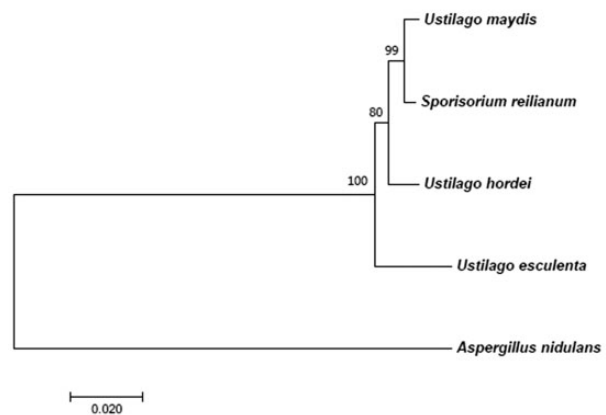 Ustilago maydis
99
Sporisorium reilianum
80
Ustilago hordei
100
Ustilago esculenta
Aspergillus nidulans
0.020